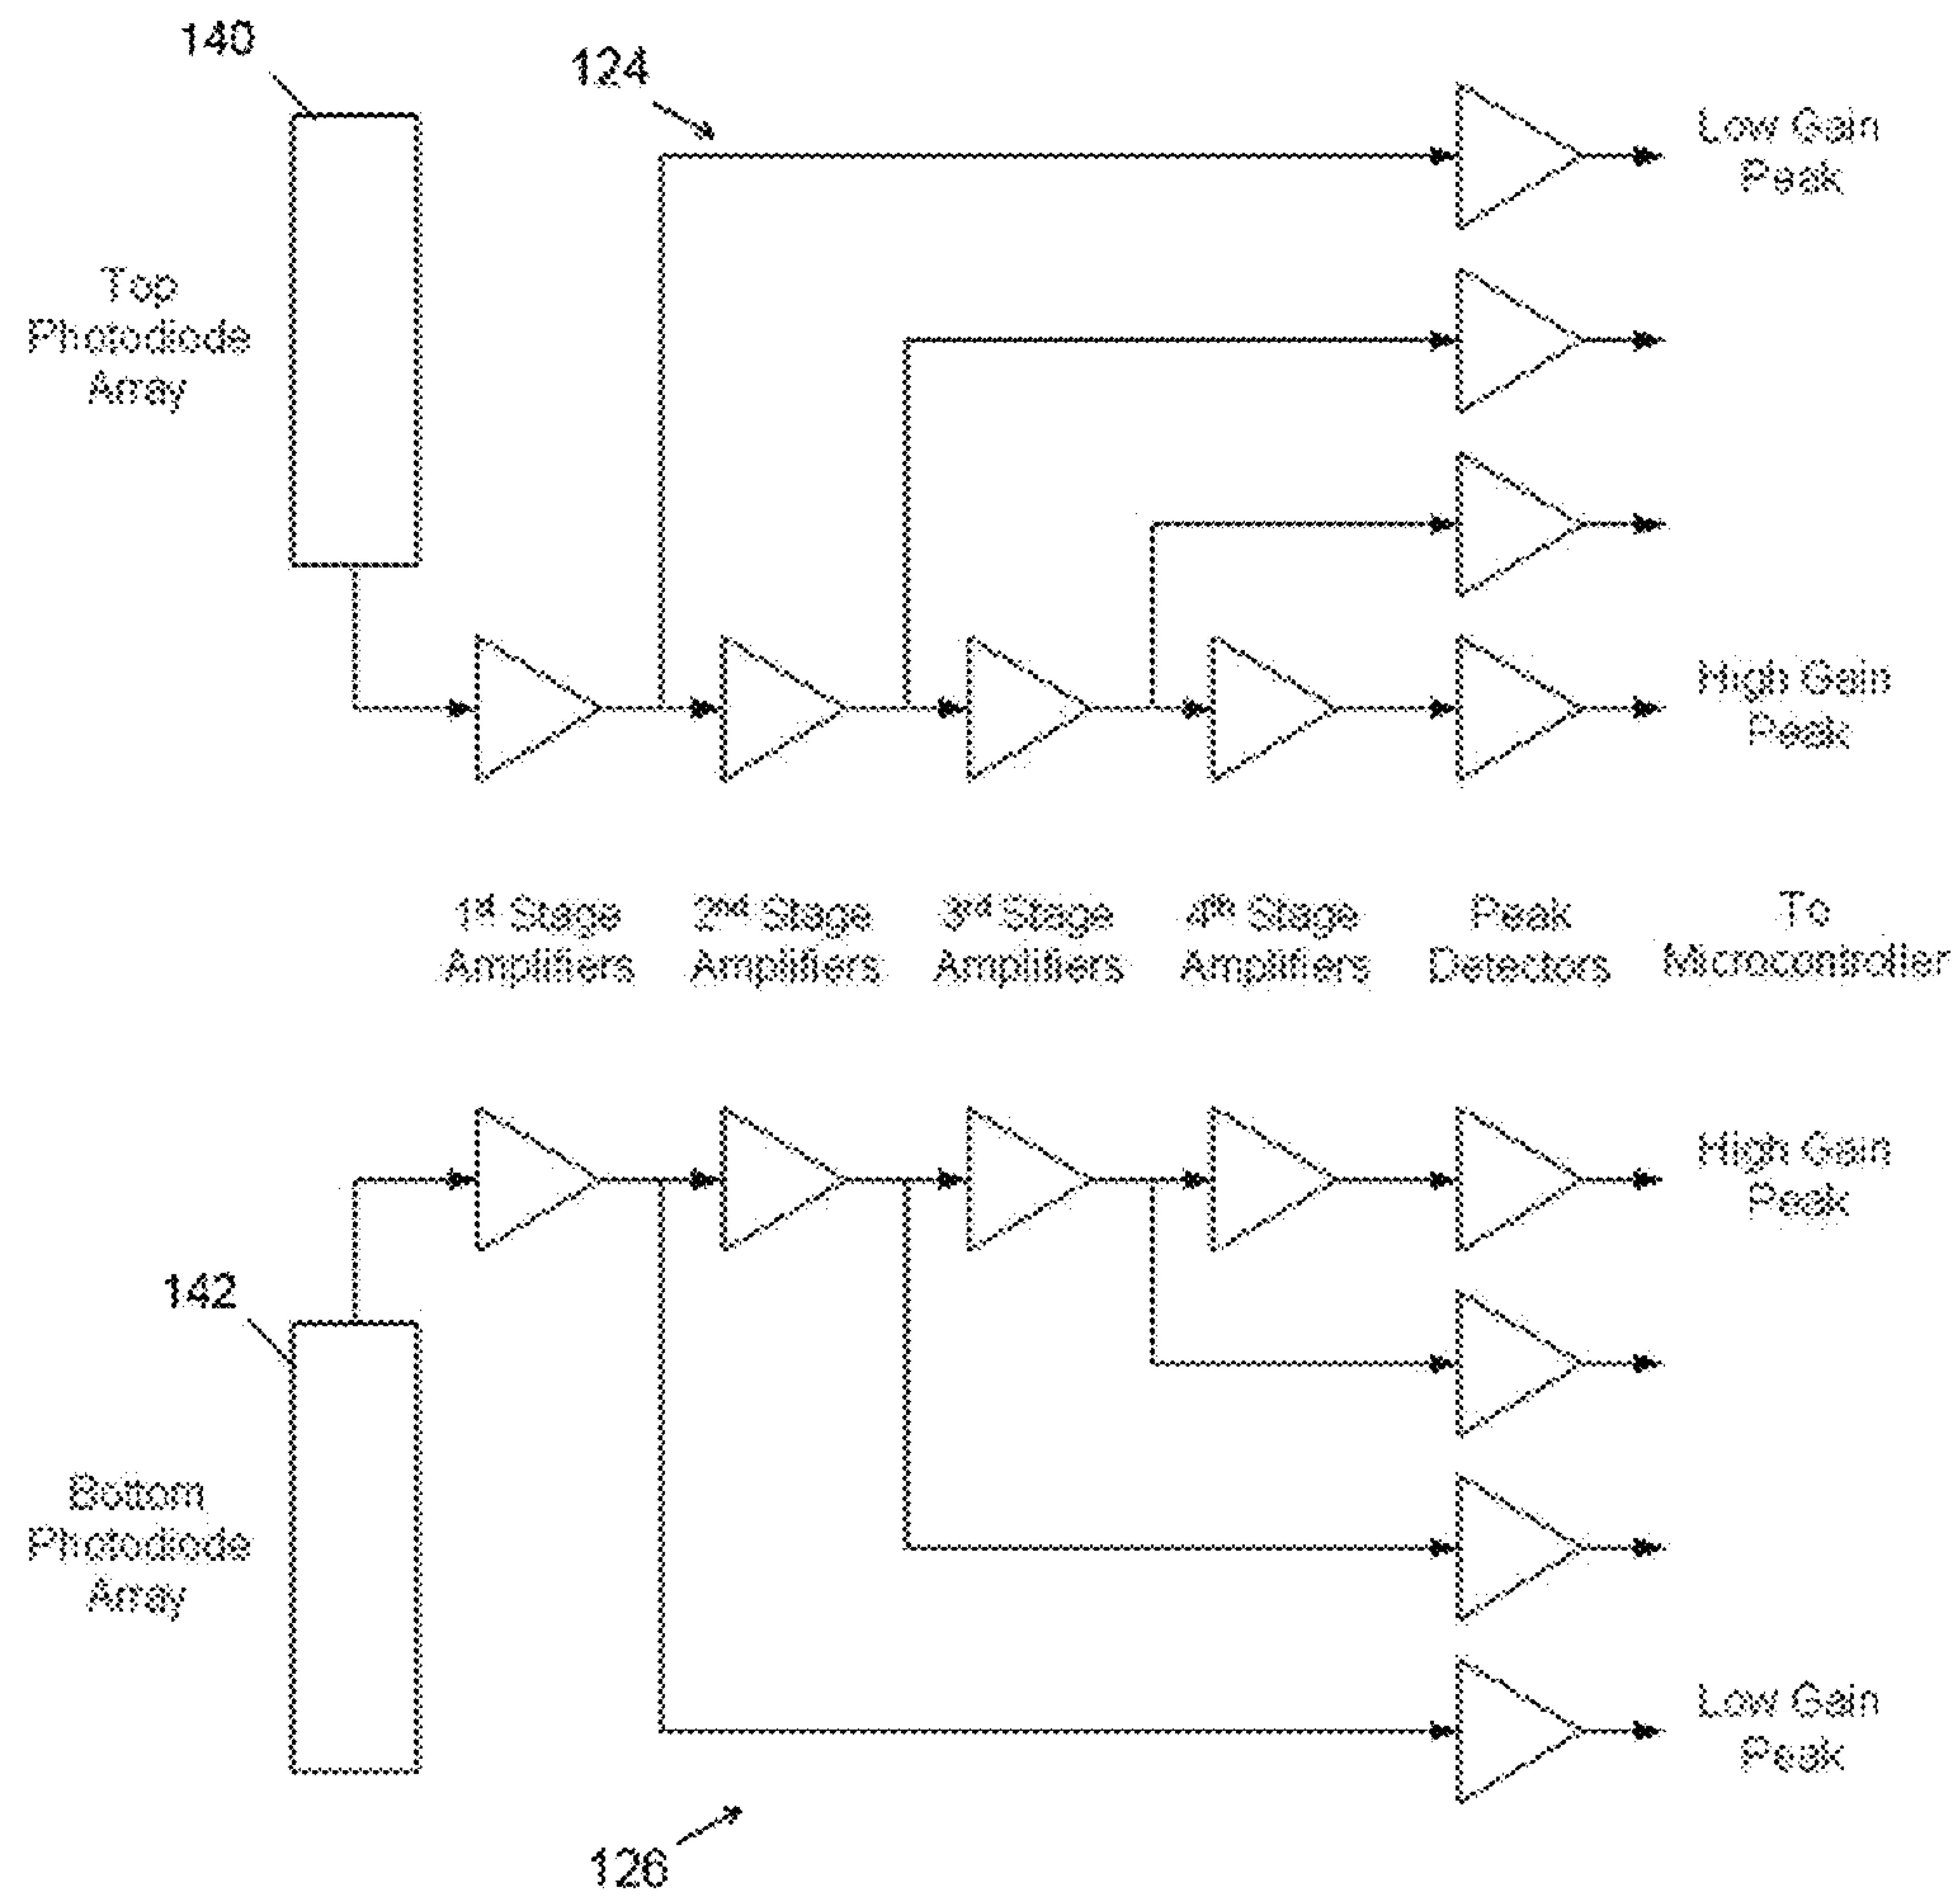 140
124
Low Gain
Peak
Top
Photodiode
Array
High Gain
Peak
1st Stage
Amplifiers
2nd Stage
Amplifiers
3rd Stage
Amplifiers
4th Stage
Amplifiers
Peak
Detectors
To
Microcontroller
High Gain
Peak
142
Bottom
Photodiode
Array
Low Gain
Peak
126